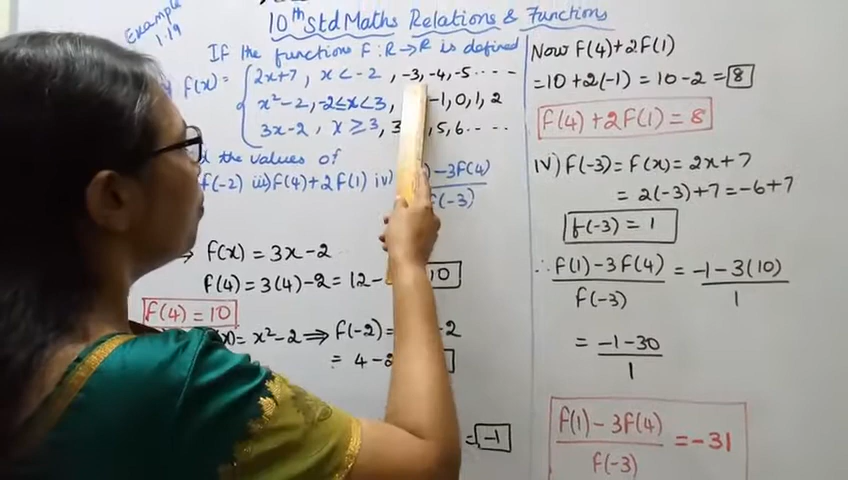 10th Std Maths Relations & Functions
Example 1.19
If the functions F : R → R is defined
f(x) = { 2x+7, x < -2, -3, -4, -5 - - - -
x² - 2, -2 ≤ x < 3, -1, 0, 1, 2
3x - 2, x ≥ 3, 3, 5, 6 - - - -
the values of
f(-2) iii) f(4) + 2f(1) iv) - 3f(4)
f(-3)
f(x) = 3x - 2
f(4) = 3(4) - 2 = 12 - 10
f(4) = 10
= x² - 2 ⇒ f(-2) = - 2
= 4 -
= -1
Now F(4) + 2F(1)
= 10 + 2(-1) = 10 - 2 = 8
f(4) + 2f(1) = 8
iv) f(-3) = F(x) = 2x + 7
= 2(-3) + 7 = -6 + 7
f(-3) = 1
∴ f(1) - 3f(4) = -1 - 3(10)
f(-3) 1
= -1 - 30
1
f(1) - 3f(4) = -31
f(-3)